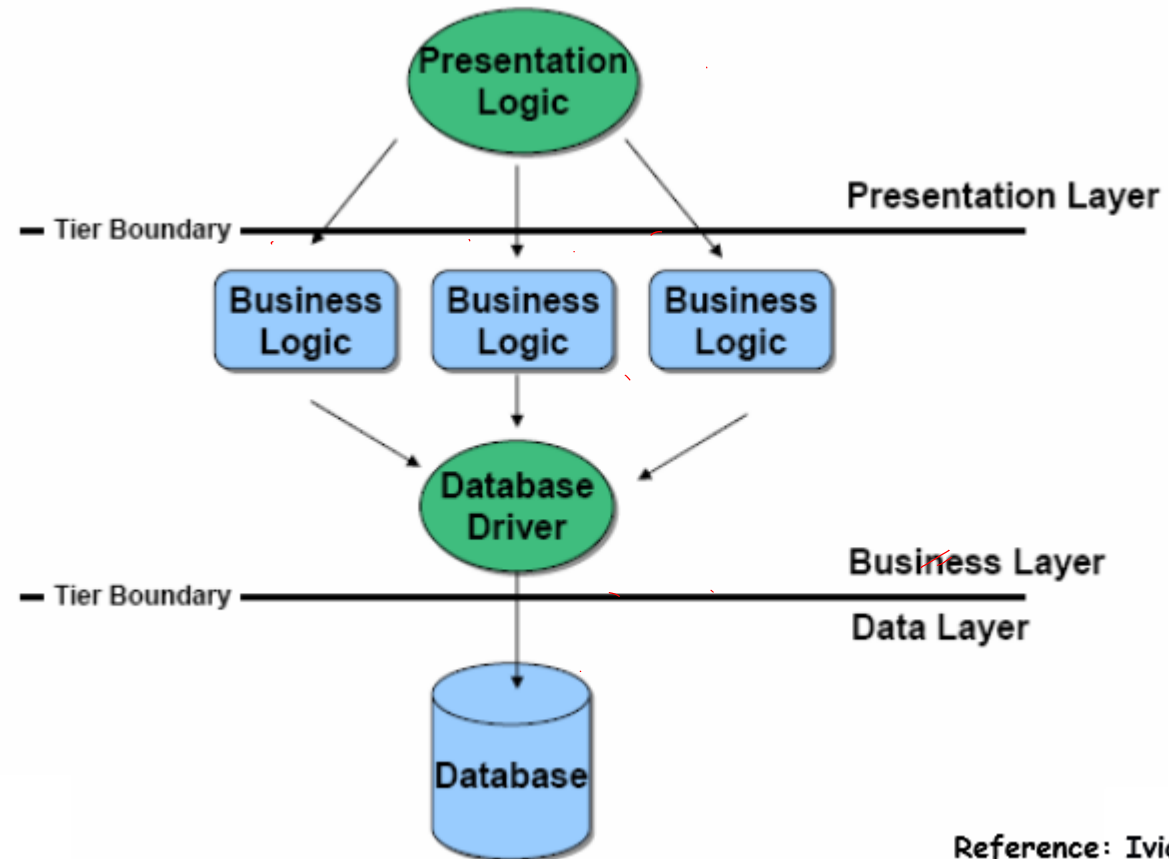 Presentation
Logic
Presentation Layer
Tier Boundary
Business
Logic
Business
Logic
Business
Logic
Database
Driver
Business Layer
Tier Boundary
Data Layer
Database
Reference: